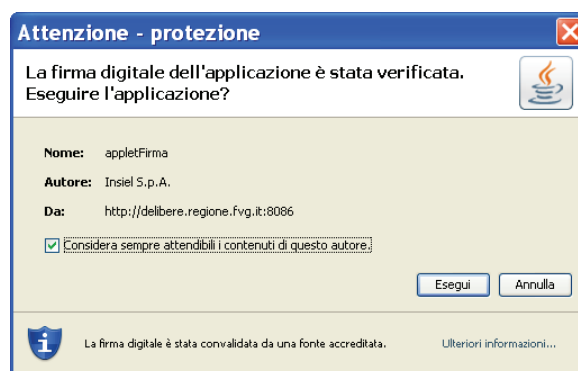 Attenzione - protezione
La firma digitale dell'applicazione è stata verificata.
Eseguire l'applicazione?
Nome: appletFirma
Autore: Insiel S.p.A.
Da: http://delibere.regione.fvg.it:8086
Considera sempre attendibili i contenuti di questo autore.
Esegui Annulla
La firma digitale è stata convalidata da una fonte accreditata. Ulteriori informazioni...